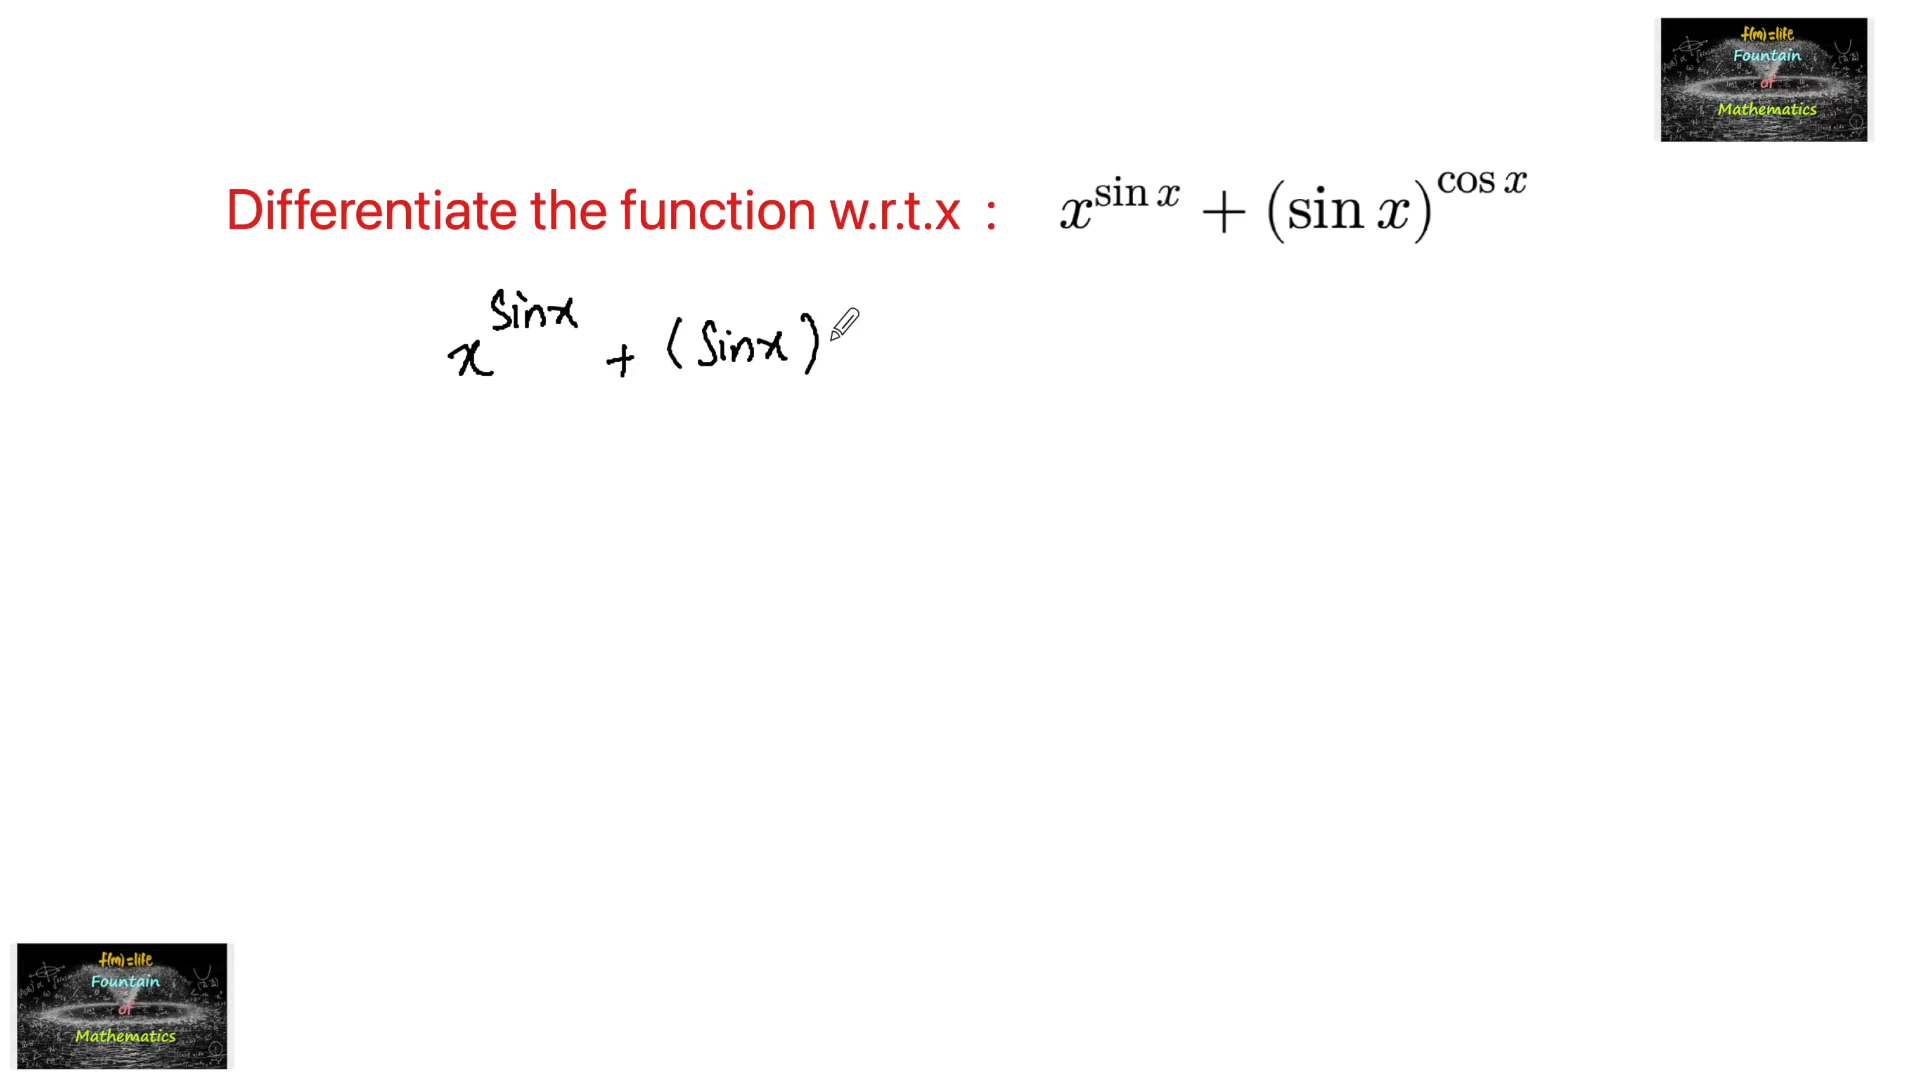 f(m)=life
Fountain
of
Mathematics
Differentiate the function w.r.t.x : x^{sin x} + (sin x)^{cos x}
x^{sinx} + (sinx)
f(m)=life
Fountain
of
Mathematics